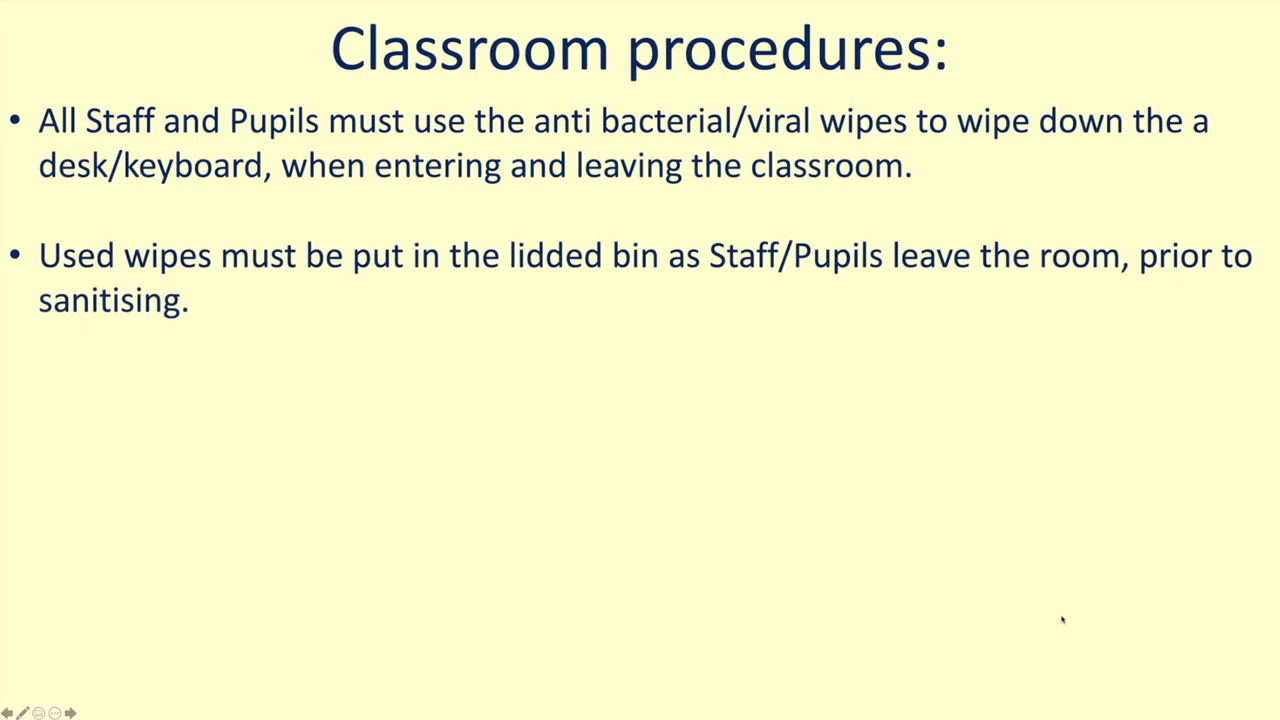 Classroom procedures:
• All Staff and Pupils must use the anti bacterial/viral wipes to wipe down the a
desk/keyboard, when entering and leaving the classroom.
• Used wipes must be put in the lidded bin as Staff/Pupils leave the room, prior to
sanitising.